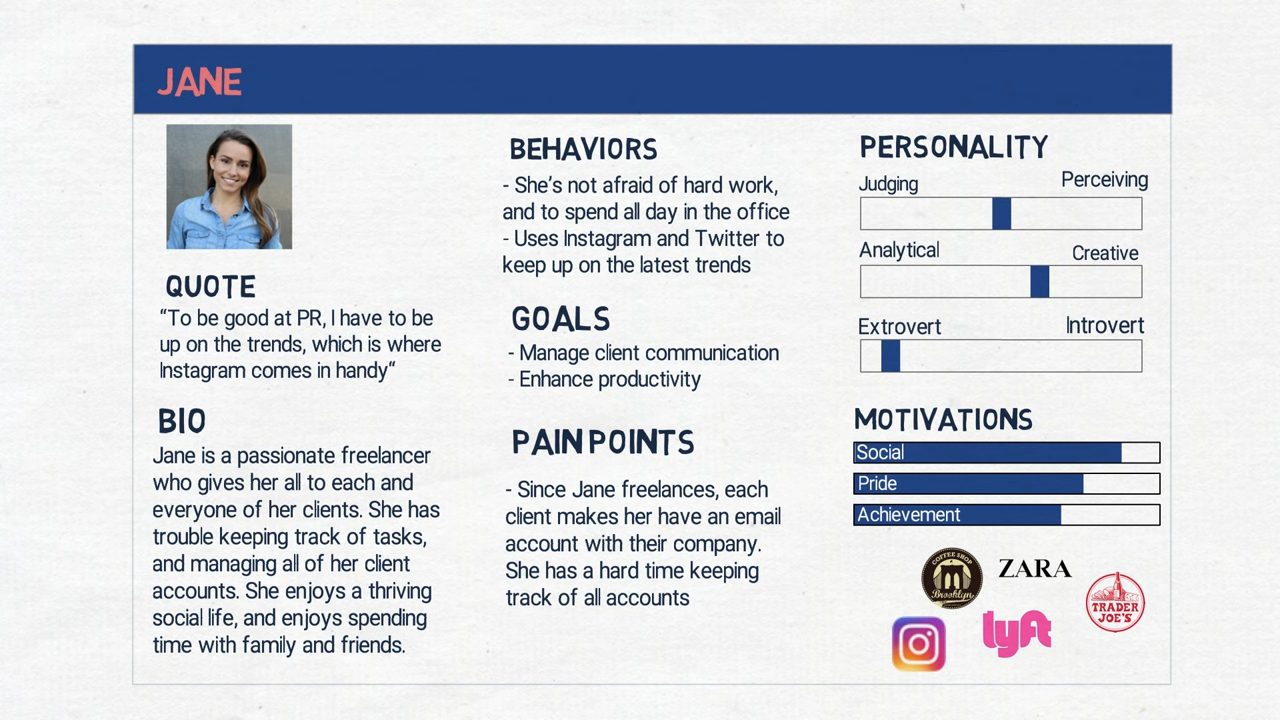 JANE
QUOTE
“To be good at PR, I have to be
up on the trends, which is where
Instagram comes in handy“
BIO
Jane is a passionate freelancer
who gives her all to each and
everyone of her clients. She has
trouble keeping track of tasks,
and managing all of her client
accounts. She enjoys a thriving
social life, and enjoys spending
time with family and friends.
BEHAVIORS
- She’s not afraid of hard work,
and to spend all day in the office
- Uses Instagram and Twitter to
keep up on the latest trends
GOALS
- Manage client communication
- Enhance productivity
PAIN POINTS
- Since Jane freelances, each
client makes her have an email
account with their company.
She has a hard time keeping
track of all accounts
PERSONALITY
Judging Perceiving
Analytical Creative
Extrovert Introvert
MOTIVATIONS
Social
Pride
Achievement
COFFEE SHOP
Brooklyn
ZARA
TRADER
JOE'S
lyft